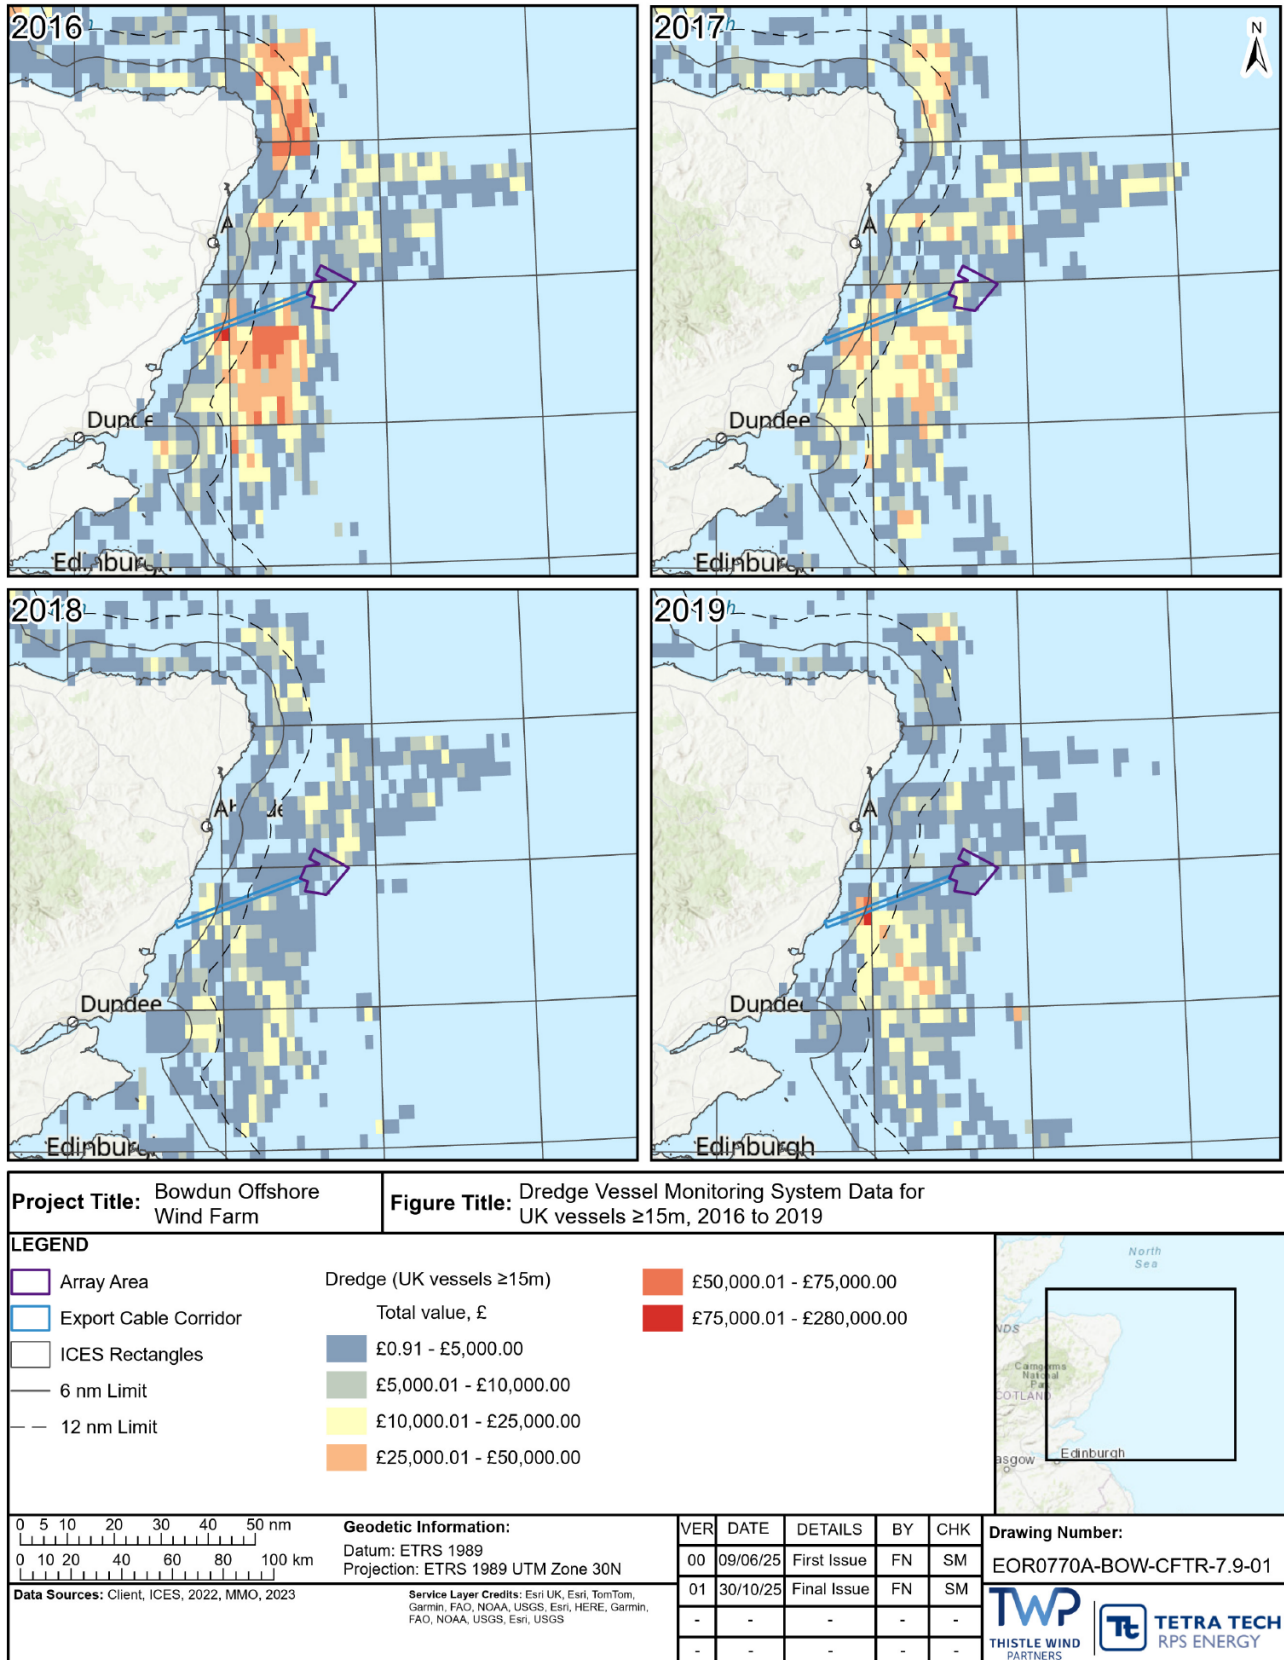 2016
2017
N
A
A
Dundee
Edinburgh
2018
2019
A
Dundee
Dundee
Edinburgh
Edinburgh
Project Title: Bowdun Offshore
Wind Farm
Figure Title: Dredge Vessel Monitoring System Data for
UK vessels ≥15m, 2016 to 2019
LEGEND
Array Area
Export Cable Corridor
ICES Rectangles
6 nm Limit
12 nm Limit
Dredge (UK vessels ≥15m)
Total value, £
£0.91 - £5,000.00
£5,000.01 - £10,000.00
£10,000.01 - £25,000.00
£25,000.01 - £50,000.00
£50,000.01 - £75,000.00
£75,000.01 - £280,000.00
North
Sea
NDS
Cairngorms
National
Park
COTLAND
Edinburgh
asgow
0 5 10 20 30 40 50 nm
0 10 20 40 60 80 100 km
Geodetic Information:
Datum: ETRS 1989
Projection: ETRS 1989 UTM Zone 30N
Data Sources: Client, ICES, 2022, MMO, 2023
Service Layer Credits: Esri UK, Esri, TomTom,
Garmin, FAO, NOAA, USGS, Esri, HERE, Garmin,
FAO, NOAA, USGS, Esri, USGS
VER DATE DETAILS BY CHK
00 09/06/25 First Issue FN SM
01 30/10/25 Final Issue FN SM
- - - - -
- - - - -
Drawing Number:
EOR0770A-BOW-CFTR-7.9-01
TWP
THISTLE WIND
PARTNERS
Tt
TETRA TECH
RPS ENERGY